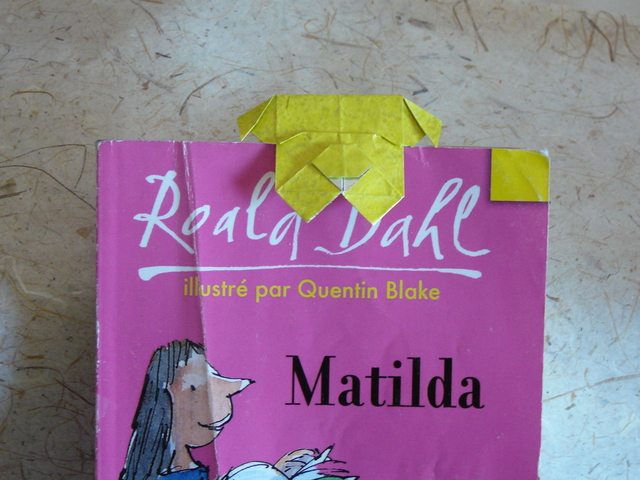 Roald Dahl
illustré par Quentin Blake
Matilda